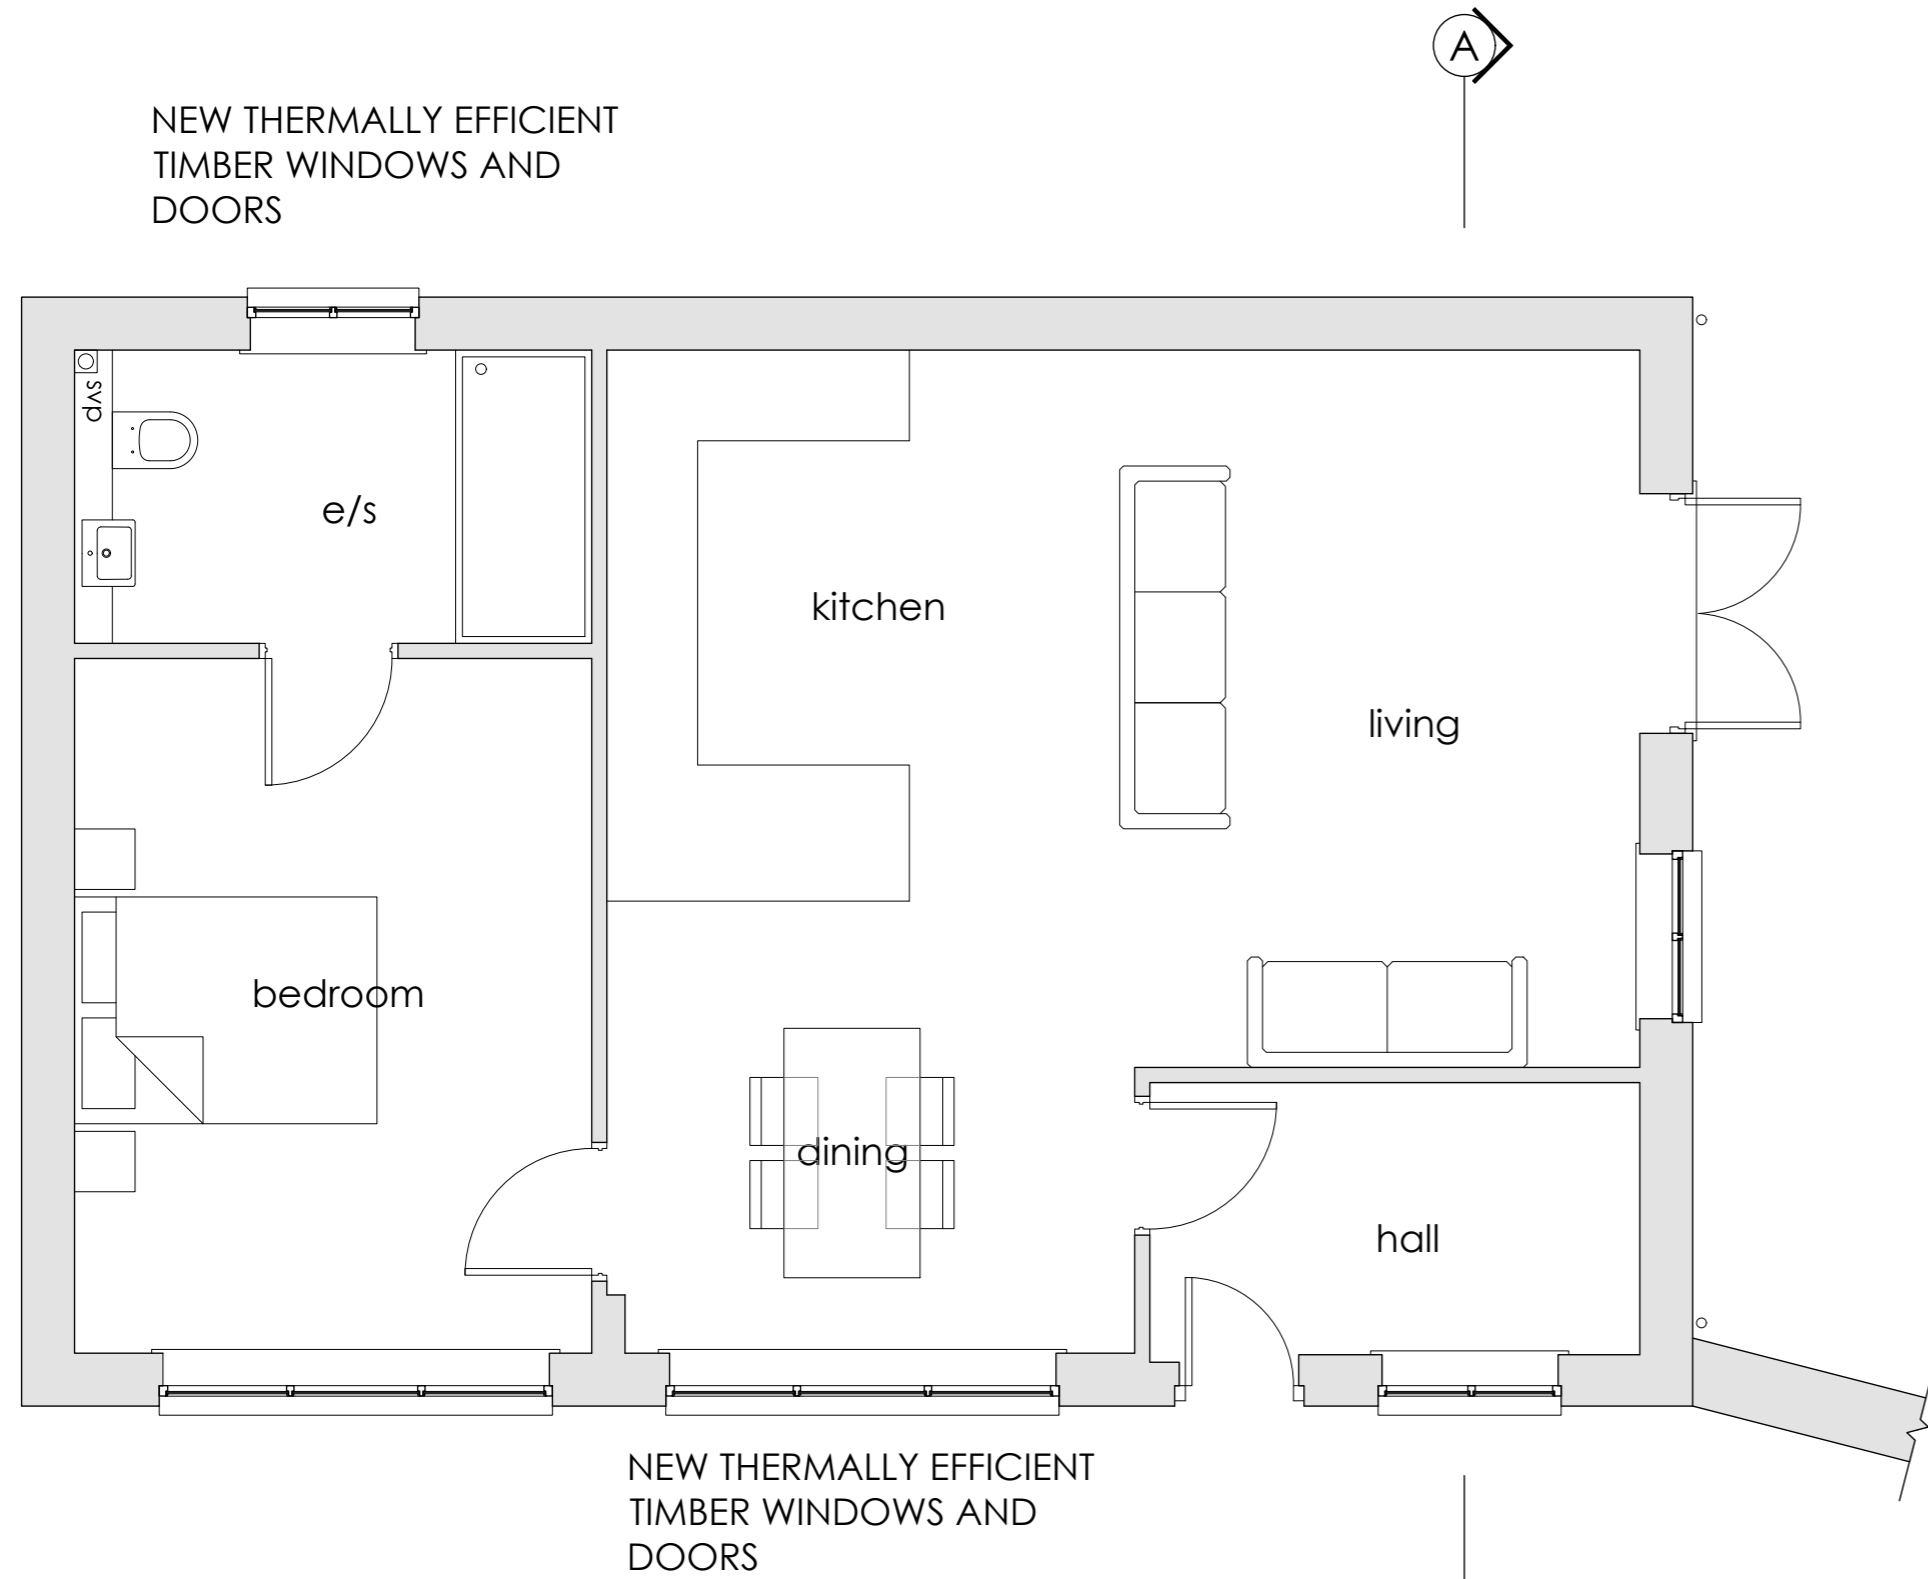 A
NEW THERMALLY EFFICIENT
TIMBER WINDOWS AND
DOORS
svp
e/s
kitchen
living
bedroom
dining
hall
NEW THERMALLY EFFICIENT
TIMBER WINDOWS AND
DOORS